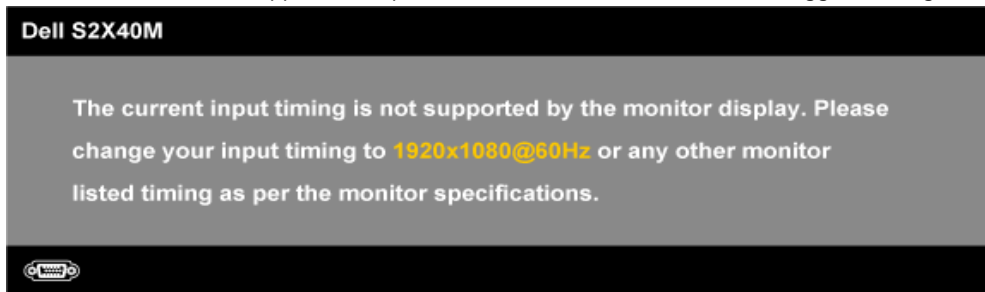 Dell S2X40M
The current input timing is not supported by the monitor display. Please
change your input timing to 1920x1080@60Hz or any other monitor
listed timing as per the monitor specifications.